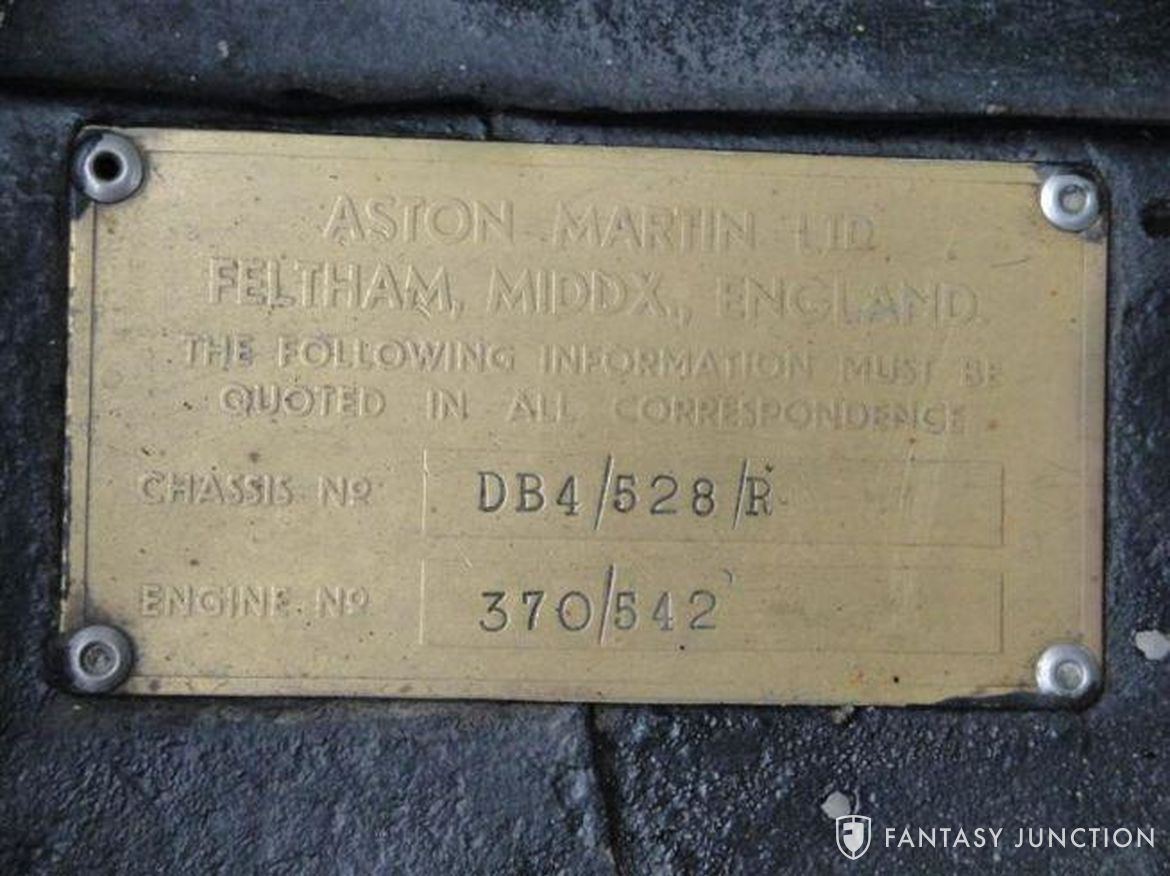 ASTON MARTIN LTD.
FELTHAM, MIDDX., ENGLAND.
THE FOLLOWING INFORMATION MUST BE
QUOTED IN ALL CORRESPONDENCE
CHASSIS Nº DB4/528/R
ENGINE Nº 370/542
FANTASY JUNCTION